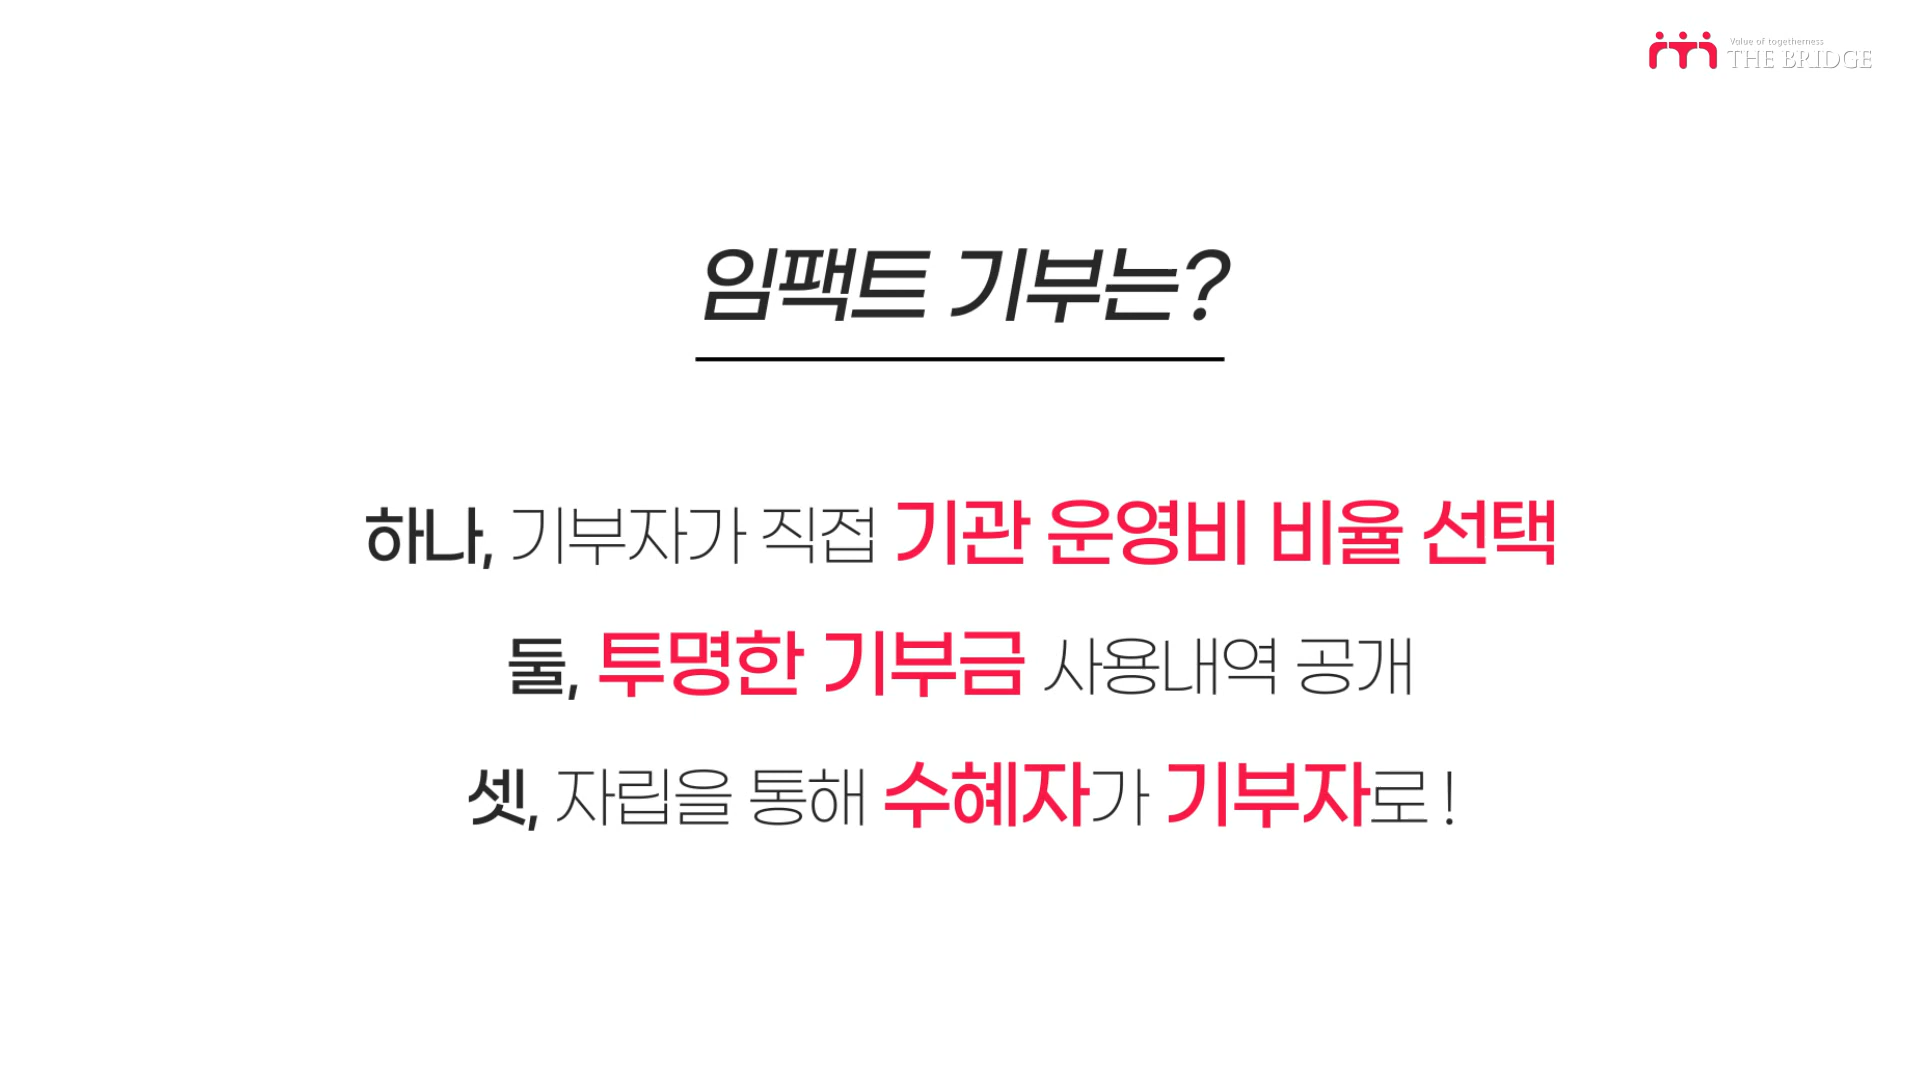 Value of togetherness
THE BRIDGE
임팩트 기부는?
하나, 기부자가 직접 기관 운영비 비율 선택
둘, 투명한 기부금 사용내역 공개
셋, 자립을 통해 수혜자가 기부자로!